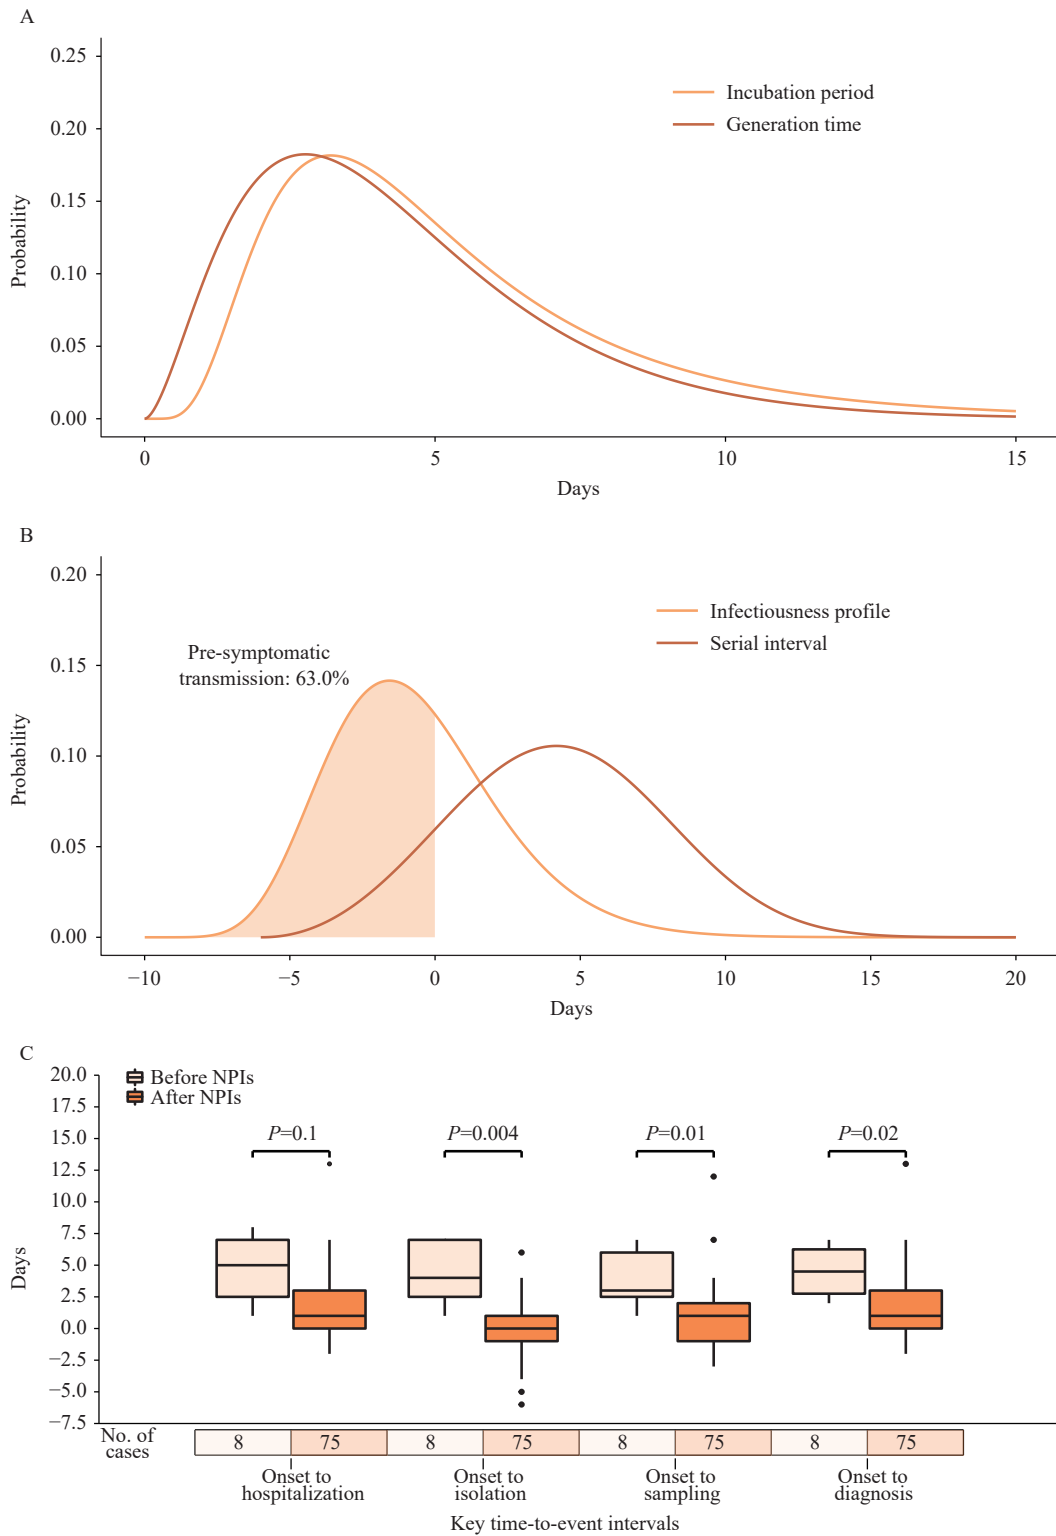 A
0.25
0.20
0.15
0.10
0.05
0.00
Probability
Incubation period
Generation time
0 5 10 15
Days
B
0.20
0.15
0.10
0.05
0.00
Probability
Infectiousness profile
Serial interval
Pre-symptomatic
transmission: 63.0%
−10 −5 0 5 10 15 20
Days
C
20.0
17.5
15.0
12.5
10.0
7.5
5.0
2.5
0.0
−2.5
−5.0
−7.5
Days
Before NPIs
After NPIs
P=0.1 P=0.004 P=0.01 P=0.02
No. of
cases
8 75 8 75 8 75 8 75
Onset to
hospitalization
Onset to
isolation
Onset to
sampling
Onset to
diagnosis
Key time-to-event intervals